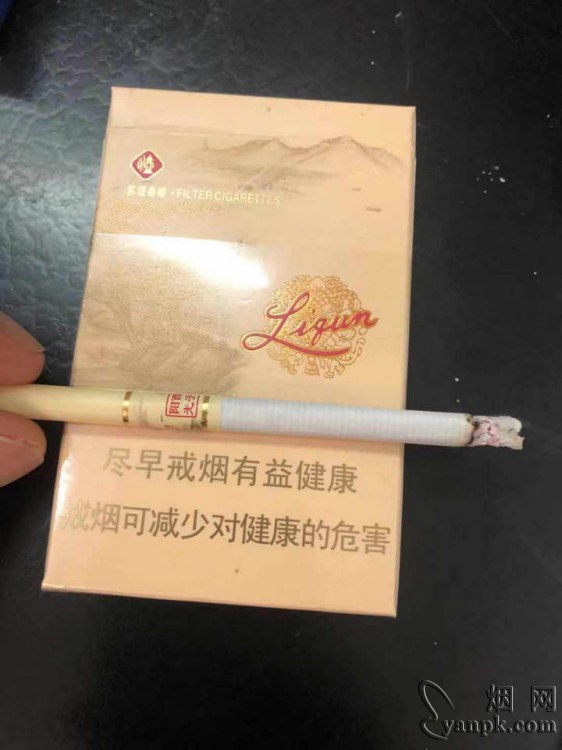 FILTER CIGARETTES
Liqun
阳
尽早戒烟有益健康
戒烟可减少对健康的危害
烟网
yanpk.com